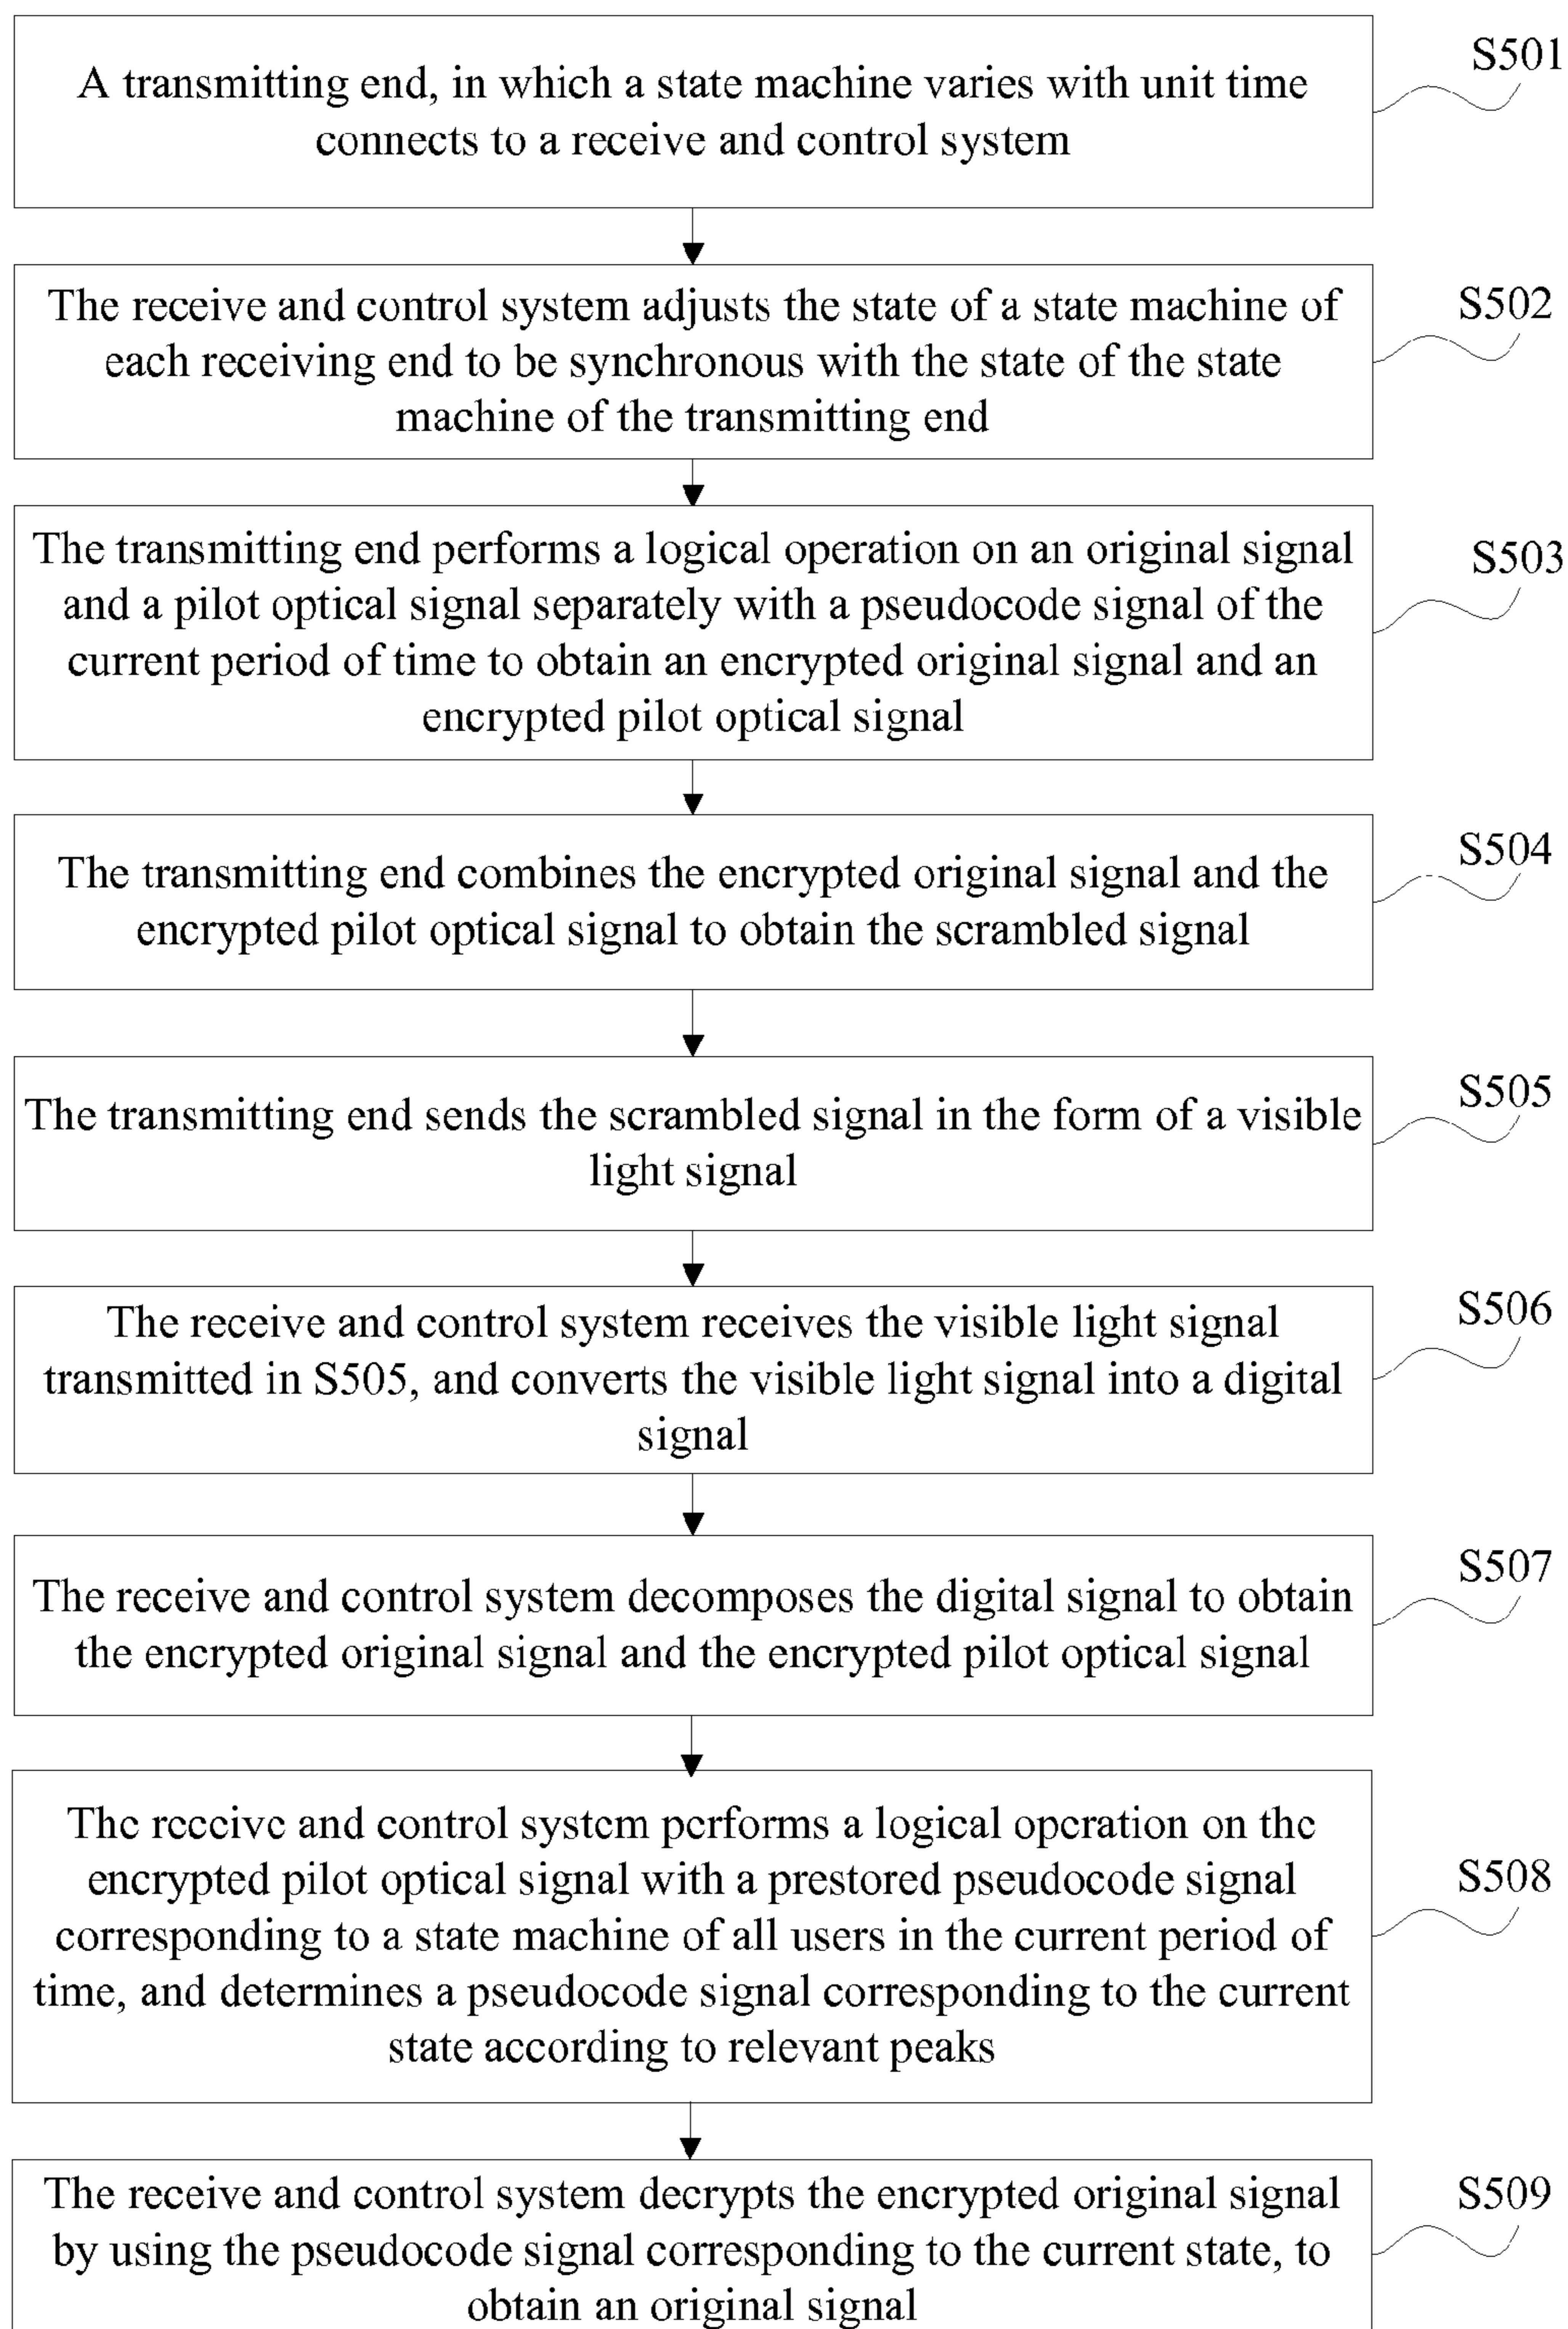 A transmitting end, in which a state machine varies with unit time
connects to a receive and control system
S501
The receive and control system adjusts the state of a state machine of
each receiving end to be synchronous with the state of the state
machine of the transmitting end
S502
The transmitting end performs a logical operation on an original signal
and a pilot optical signal separately with a pseudocode signal of the
current period of time to obtain an encrypted original signal and an
encrypted pilot optical signal
S503
The transmitting end combines the encrypted original signal and the
encrypted pilot optical signal to obtain the scrambled signal
S504
The transmitting end sends the scrambled signal in the form of a visible
light signal
S505
The receive and control system receives the visible light signal
transmitted in S505, and converts the visible light signal into a digital
signal
S506
The receive and control system decomposes the digital signal to obtain
the encrypted original signal and the encrypted pilot optical signal
S507
The receive and control system performs a logical operation on the
encrypted pilot optical signal with a prestored pseudocode signal
corresponding to a state machine of all users in the current period of
time, and determines a pseudocode signal corresponding to the current
state according to relevant peaks
S508
The receive and control system decrypts the encrypted original signal
by using the pseudocode signal corresponding to the current state, to
obtain an original signal
S509